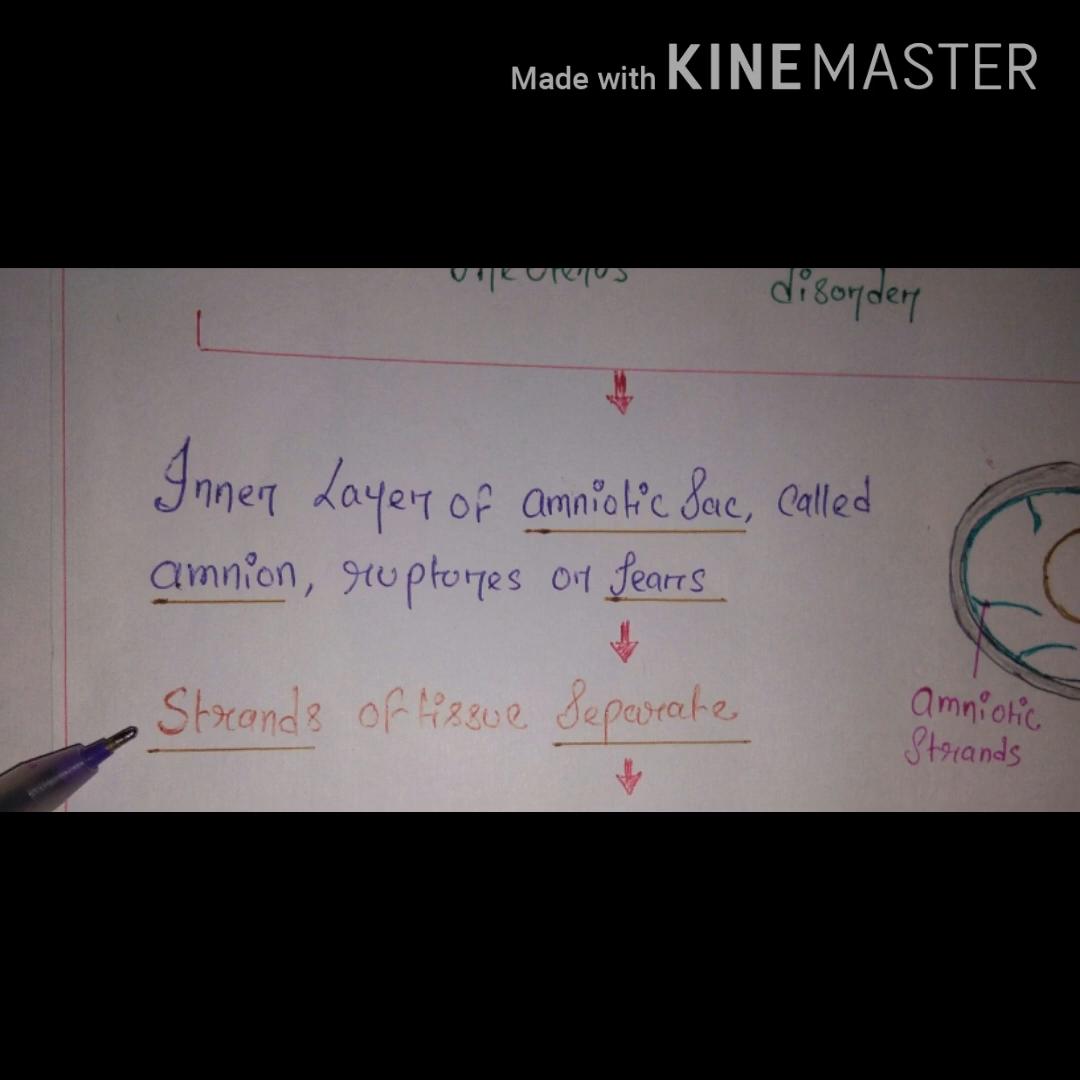 Made with KINEMASTER
disorder
Inner Layer of amniotic Sac, Called
amnion, ruptures or tears
Strands of tissue Separate
amniotic
Strands